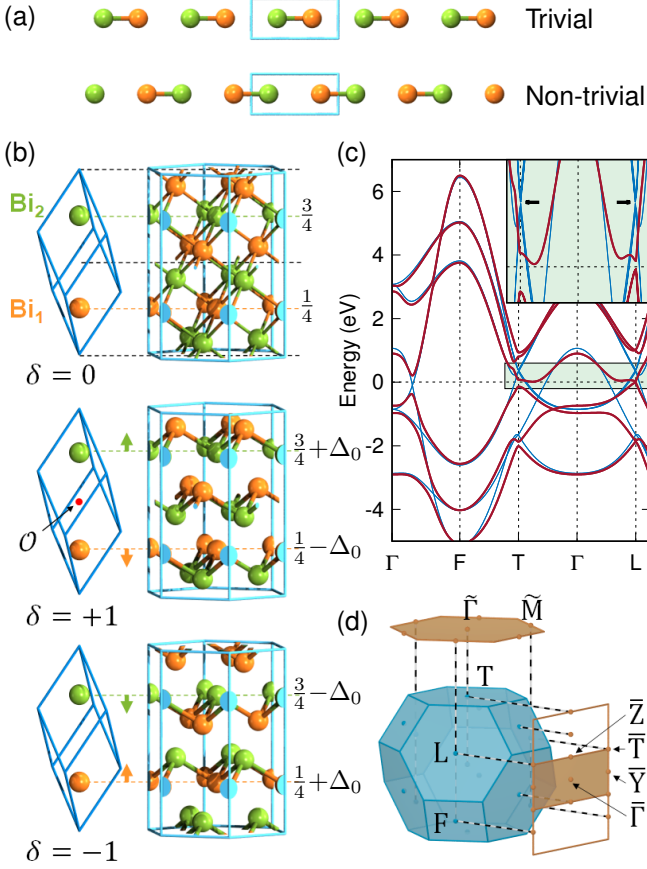 (a)
Trivial
Non-trivial
(b)
Bi₂
3/4
Bi₁
1/4
δ = 0
3/4+Δ₀
𝒪
1/4−Δ₀
δ = +1
3/4−Δ₀
1/4+Δ₀
δ = −1
(c)
Energy (eV)
6
4
2
0
-2
-4
Γ F T Γ L
(d)
Γ̃ M̃
T
Z̅
L
T̅
Y̅
F
Γ̅